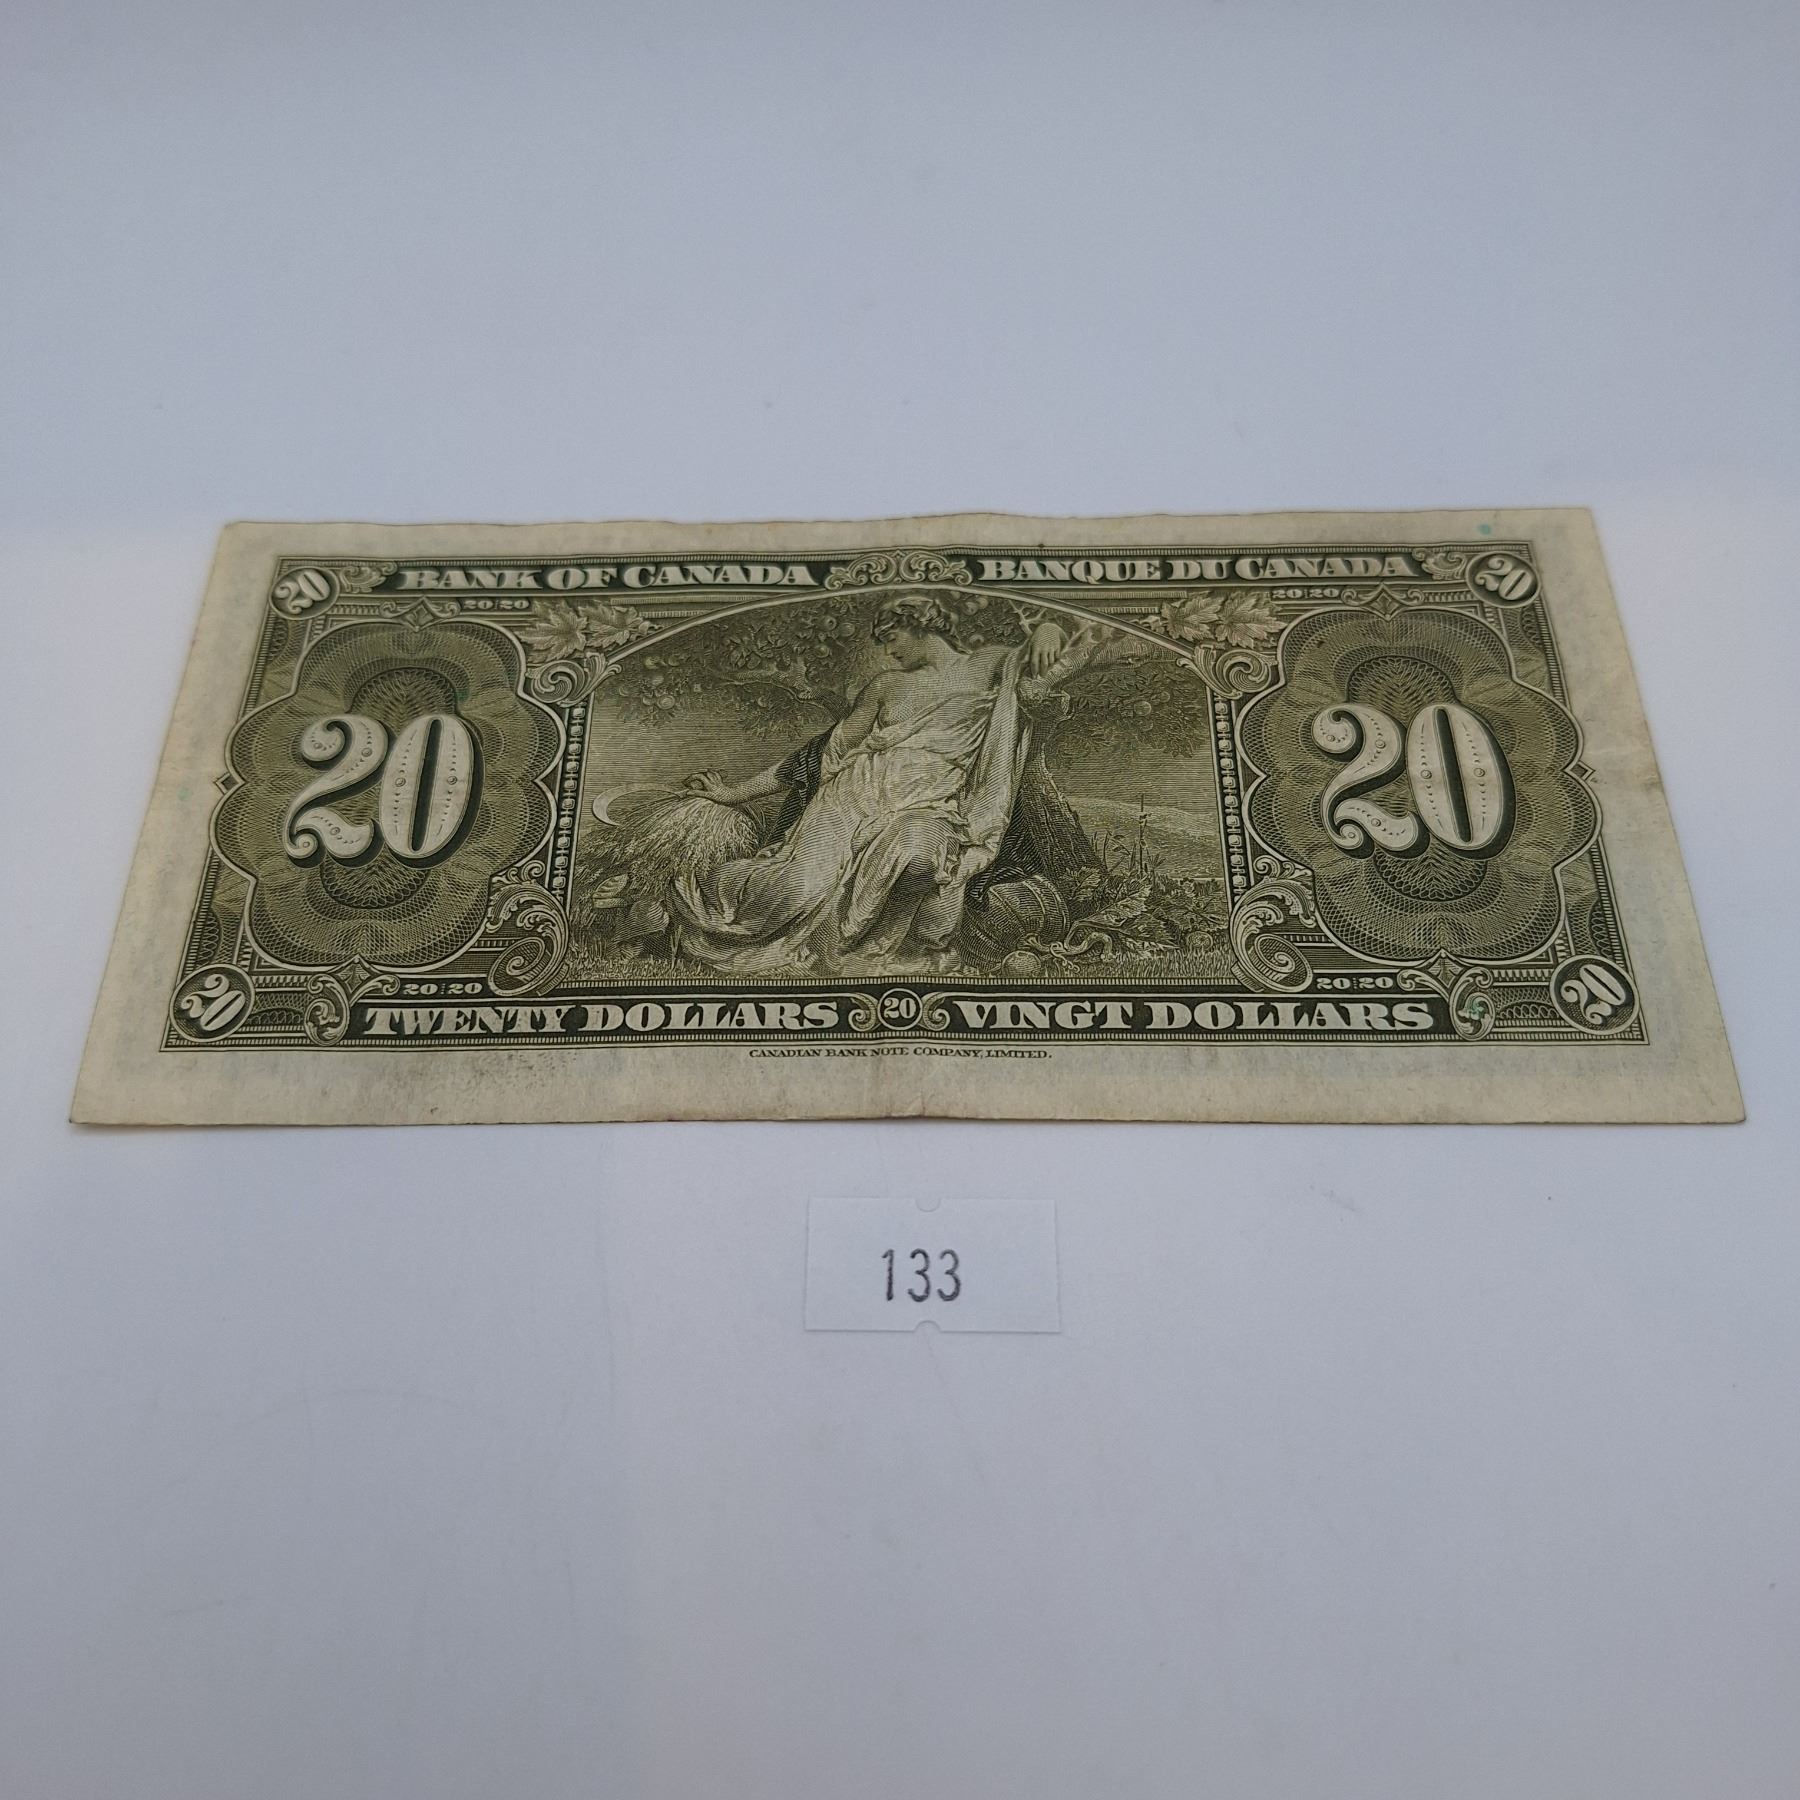 20 BANK OF CANADA BANQUE DU CANADA 20
20 20 20 20
20 20
20 20 20 20
20 TWENTY DOLLARS 20 VINGT DOLLARS 20
CANADIAN BANK NOTE COMPANY, LIMITED.
133